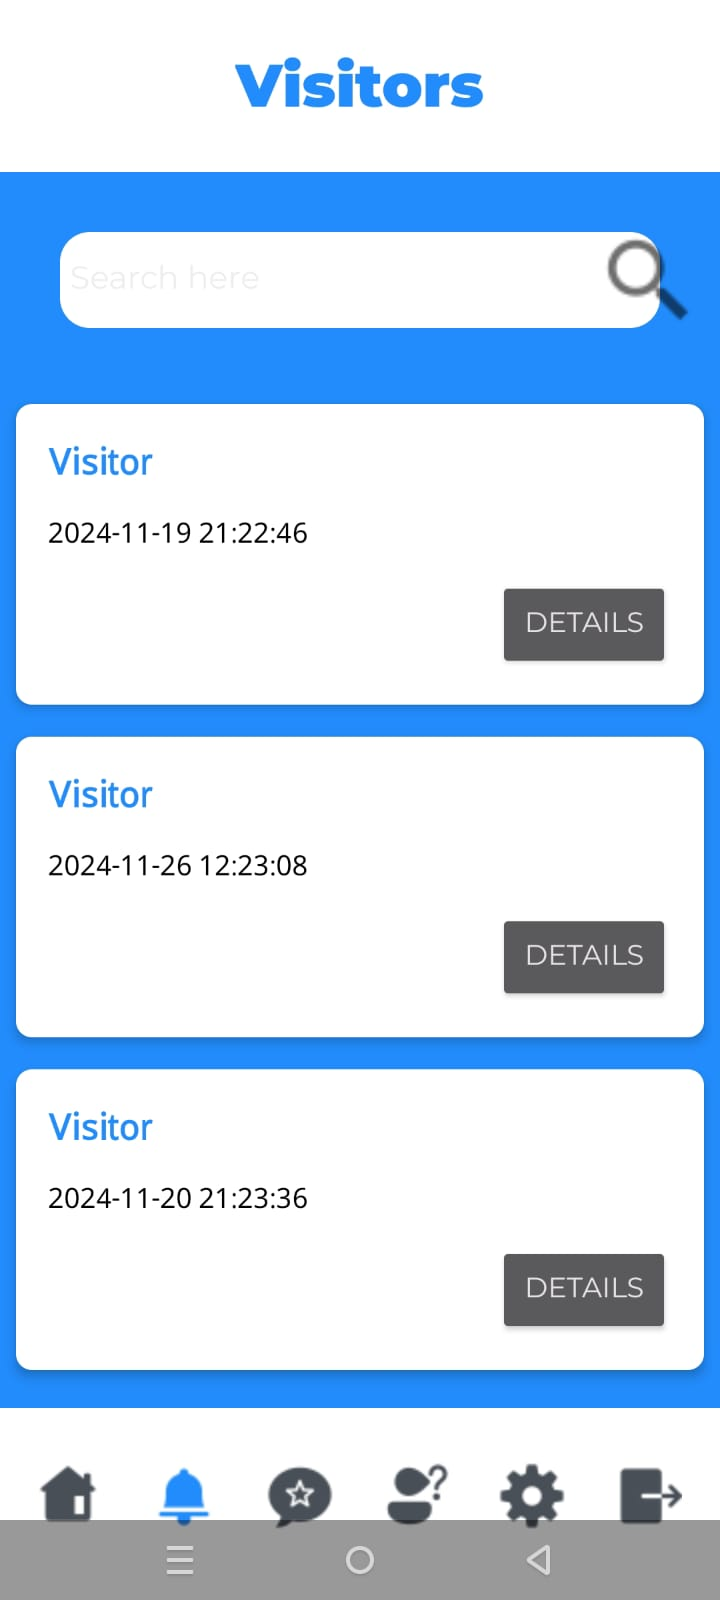 Visitors
Search here
Visitor
2024-11-19 21:22:46
DETAILS
Visitor
2024-11-26 12:23:08
DETAILS
Visitor
2024-11-20 21:23:36
DETAILS